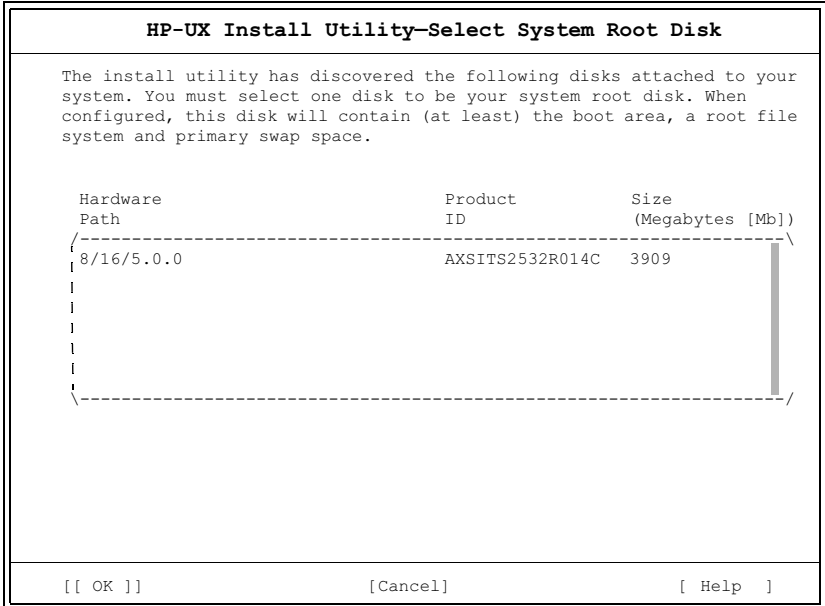 HP-UX Install Utility—Select System Root Disk
The install utility has discovered the following disks attached to your
system. You must select one disk to be your system root disk. When
configured, this disk will contain (at least) the boot area, a root file
system and primary swap space.
Hardware Product Size
Path ID (Megabytes [Mb])
/--------------------------------------------------------------------\
8/16/5.0.0 AXSITS2532R014C 3909
\--------------------------------------------------------------------/
[[ OK ]] [Cancel] [ Help ]